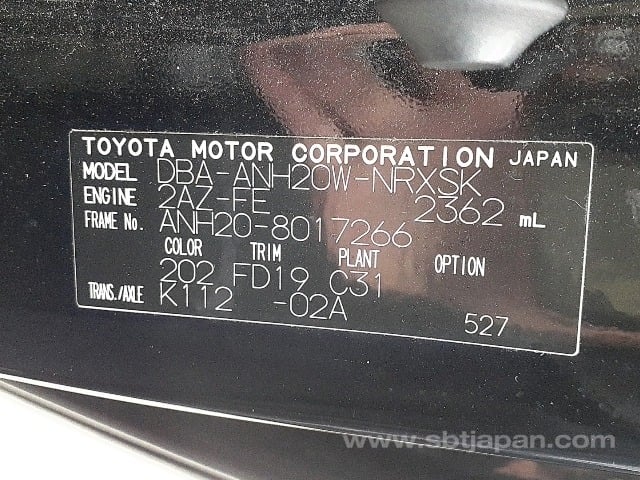 TOYOTA MOTOR CORPORATION JAPAN
MODEL DBA-ANH20W-NRXSK
ENGINE 2AZ-FE 2362 mL
FRAME No. ANH20-8017266
COLOR TRIM PLANT OPTION
202 FD19 C31
TRANS./AXLE K112 -02A
527
www.sbtjapan.com